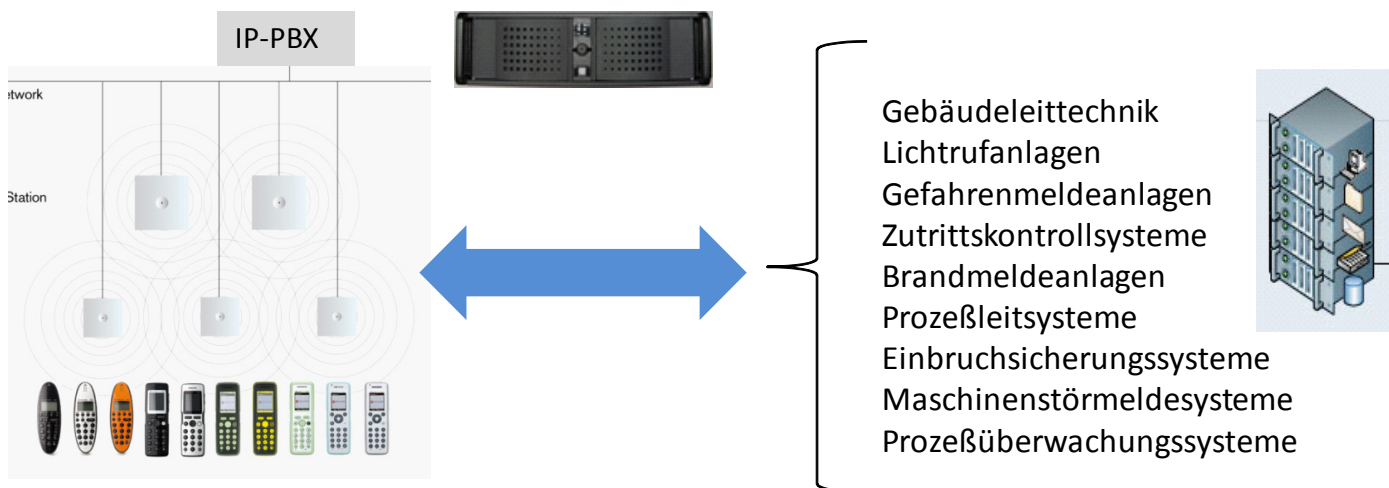 IP-PBX
etwork
Station
Gebäudeleittechnik
Lichtrufanlagen
Gefahrenmeldeanlagen
Zutrittskontrollsysteme
Brandmeldeanlagen
Prozeßleitsysteme
Einbruchsicherungssysteme
Maschinenstörmeldesysteme
Prozeßüberwachungssysteme